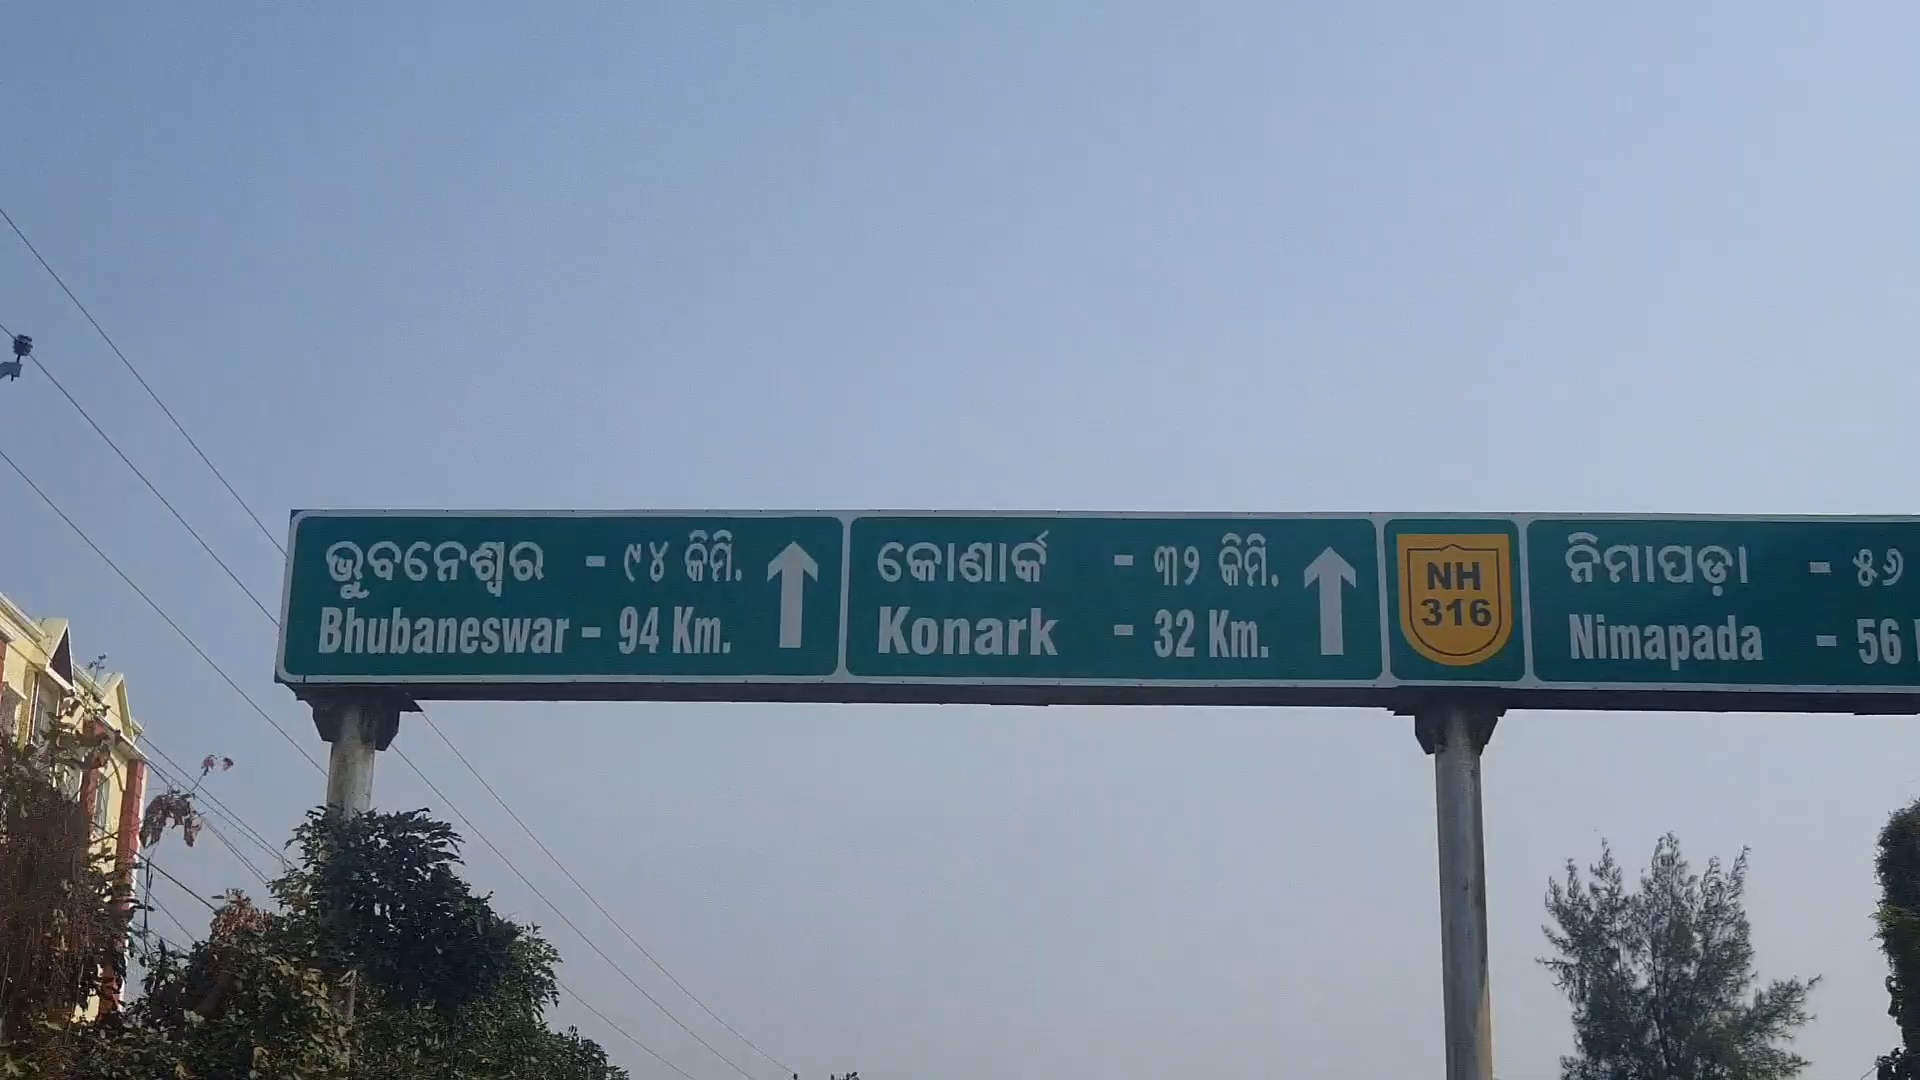 ଭୁବନେଶ୍ୱର - ୯୪ କିମି.
Bhubaneswar - 94 Km.
କୋଣାର୍କ - ୩୨ କିମି.
Konark - 32 Km.
NH
316
ନିମାପଡ଼ା - ୫୬
Nimapada - 56